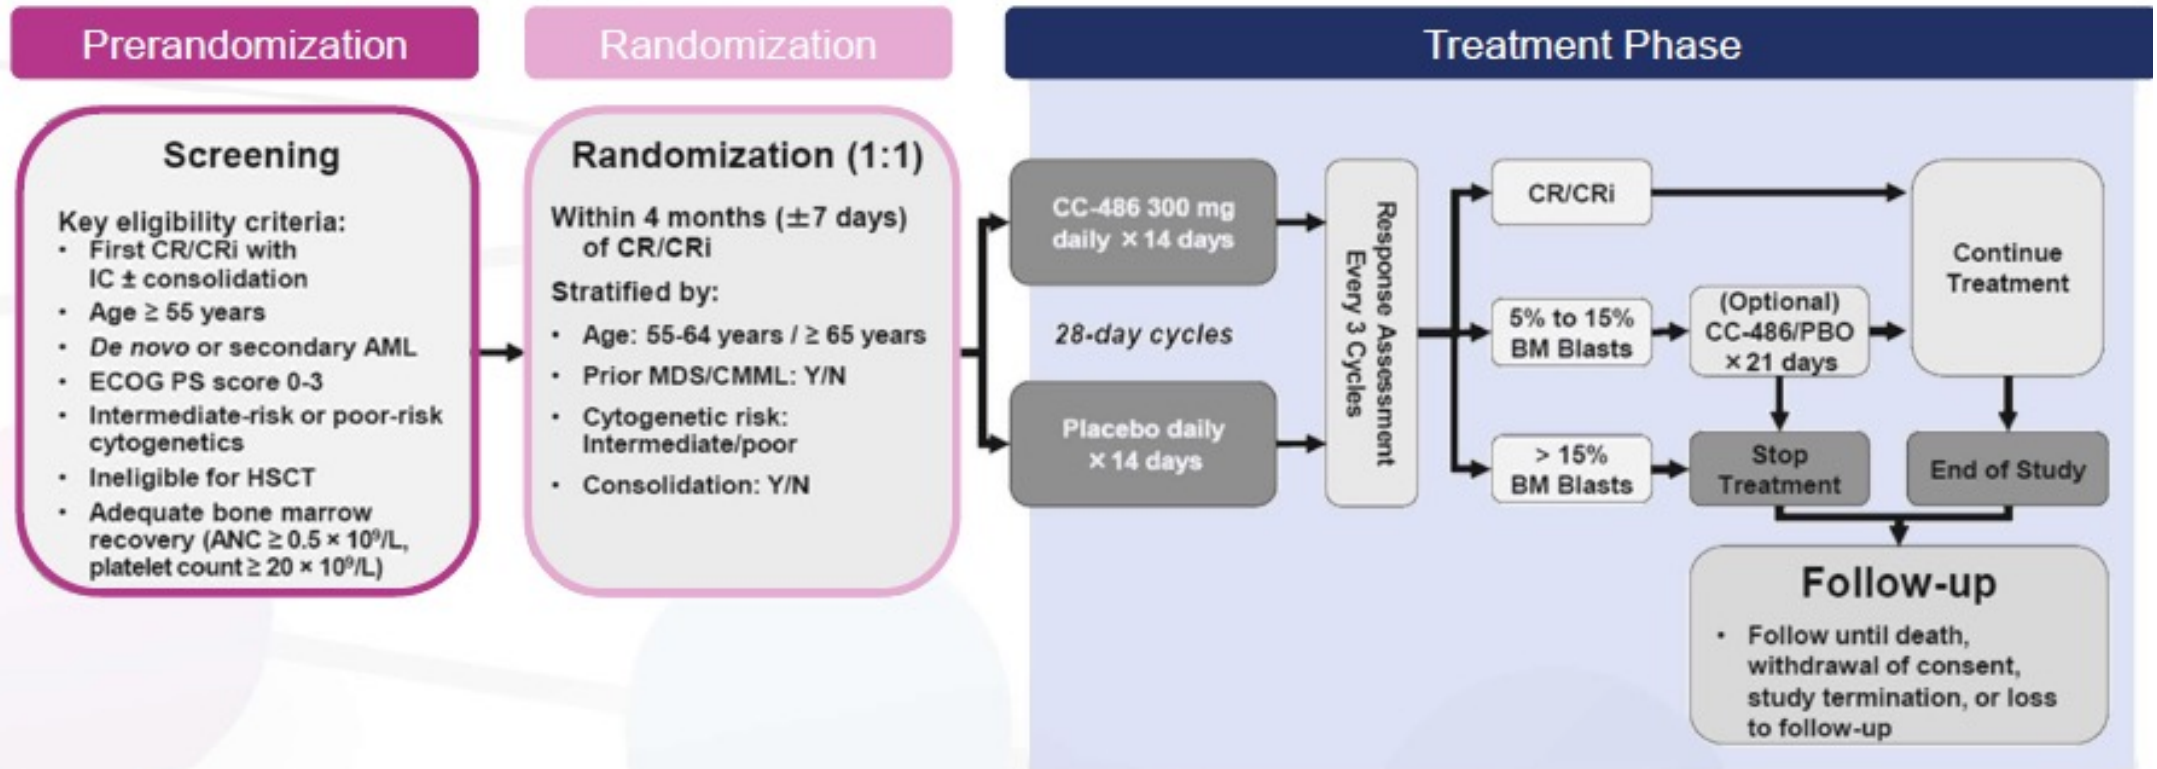 Prerandomization
Randomization
Treatment Phase
Screening
Key eligibility criteria:
• First CR/CRi with
IC ± consolidation
• Age ≥ 55 years
• De novo or secondary AML
• ECOG PS score 0-3
• Intermediate-risk or poor-risk
cytogenetics
• Ineligible for HSCT
• Adequate bone marrow
recovery (ANC ≥ 0.5 × 10⁹/L,
platelet count ≥ 20 × 10⁹/L)
Randomization (1:1)
Within 4 months (±7 days)
of CR/CRi
Stratified by:
• Age: 55-64 years / ≥ 65 years
• Prior MDS/CMML: Y/N
• Cytogenetic risk:
Intermediate/poor
• Consolidation: Y/N
CC-486 300 mg
daily × 14 days
28-day cycles
Placebo daily
× 14 days
Response Assessment
Every 3 Cycles
CR/CRi
5% to 15%
BM Blasts
> 15%
BM Blasts
(Optional)
CC-486/PBO
× 21 days
Continue
Treatment
Stop
Treatment
End of Study
Follow-up
• Follow until death,
withdrawal of consent,
study termination, or loss
to follow-up